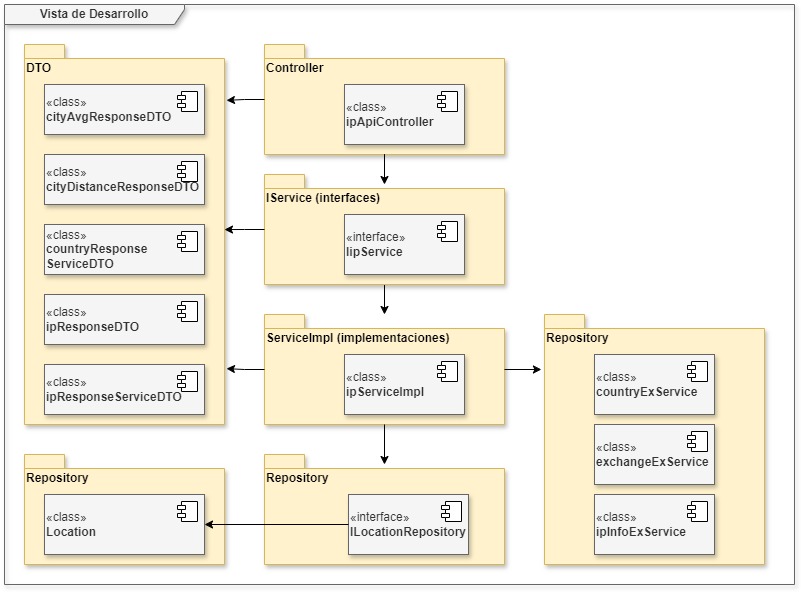 Vista de Desarrollo
DTO
«class»
cityAvgResponseDTO
«class»
cityDistanceResponseDTO
«class»
countryResponse
ServiceDTO
«class»
ipResponseDTO
«class»
ipResponseServiceDTO
Controller
«class»
ipApiController
IService (interfaces)
«interface»
IipService
ServiceImpl (implementaciones)
«class»
ipServiceImpl
Repository
«class»
countryExService
«class»
exchangeExService
«class»
ipInfoExService
Repository
«class»
Location
Repository
«interface»
ILocationRepository